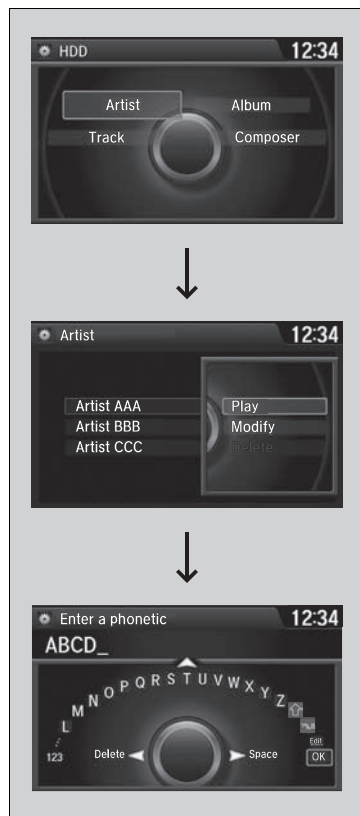 HDD 12:34
Artist Album
Track Composer
Artist 12:34
Artist AAA Play
Artist BBB Modify
Artist CCC Delete
Enter a phonetic 12:34
ABCD_
L M N O P Q R S T U V W X Y Z
123 Delete Space Edit OK